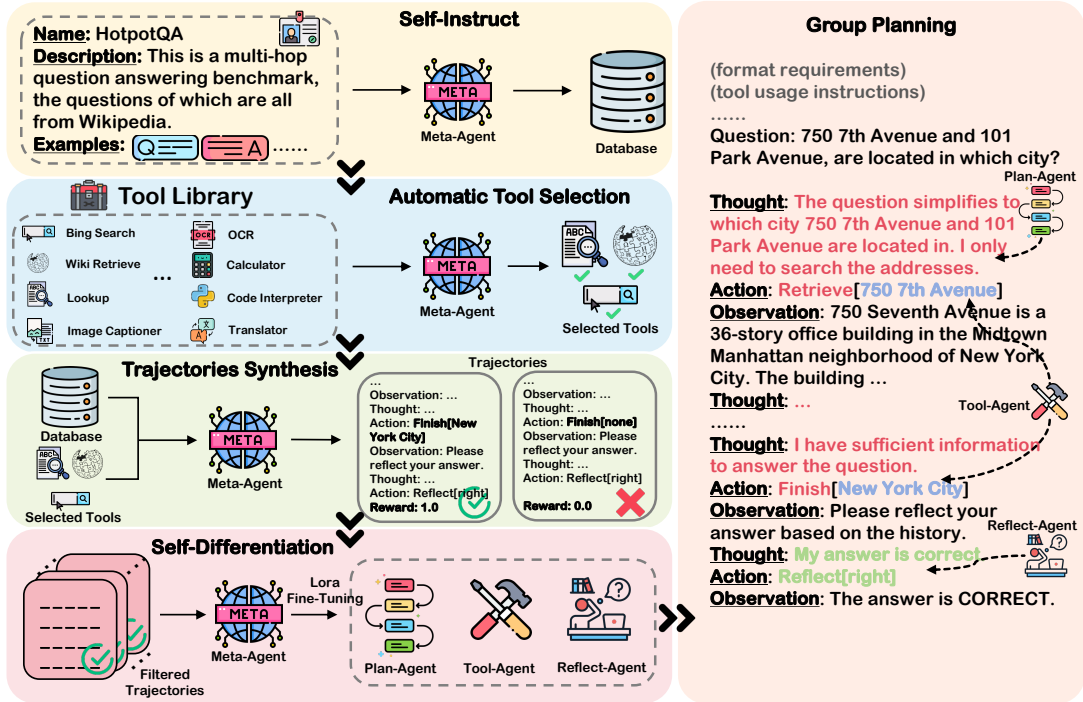 Self-Instruct
Name: HotpotQA
Description: This is a multi-hop
question answering benchmark,
the questions of which are all
from Wikipedia.
Examples: Q A ......
META
Meta-Agent
Database
Tool Library
Bing Search
OCR
Wiki Retrieve
...
Calculator
Lookup
Code Interpreter
Image Captioner
Translator
Automatic Tool Selection
META
Meta-Agent
ABC
Selected Tools
Trajectories Synthesis
Database
ABC
Selected Tools
META
Meta-Agent
Trajectories
...
Observation: ...
Thought: ...
Action: Finish[New
York City]
Observation: Please
reflect your answer.
Thought: ...
Action: Reflect[right]
Reward: 1.0
...
Observation: ...
Thought: ...
Action: Finish[none]
Observation: Please
reflect your answer.
Thought: ...
Action: Reflect[right]
Reward: 0.0
Self-Differentiation
Filtered
Trajectories
META
Meta-Agent
Lora
Fine-Tuning
Plan-Agent
Tool-Agent
Reflect-Agent
Group Planning
(format requirements)
(tool usage instructions)
......
Question: 750 7th Avenue and 101
Park Avenue, are located in which city?
Plan-Agent
Thought: The question simplifies to
which city 750 7th Avenue and 101
Park Avenue are located in. I only
need to search the addresses.
Action: Retrieve[750 7th Avenue]
Observation: 750 Seventh Avenue is a
36-story office building in the Midtown
Manhattan neighborhood of New York
City. The building ...
Thought: ...
Tool-Agent
......
Thought: I have sufficient information
to answer the question.
Action: Finish[New York City]
Observation: Please reflect your
answer based on the history.
Reflect-Agent
Thought: My answer is correct
Action: Reflect[right]
Observation: The answer is CORRECT.